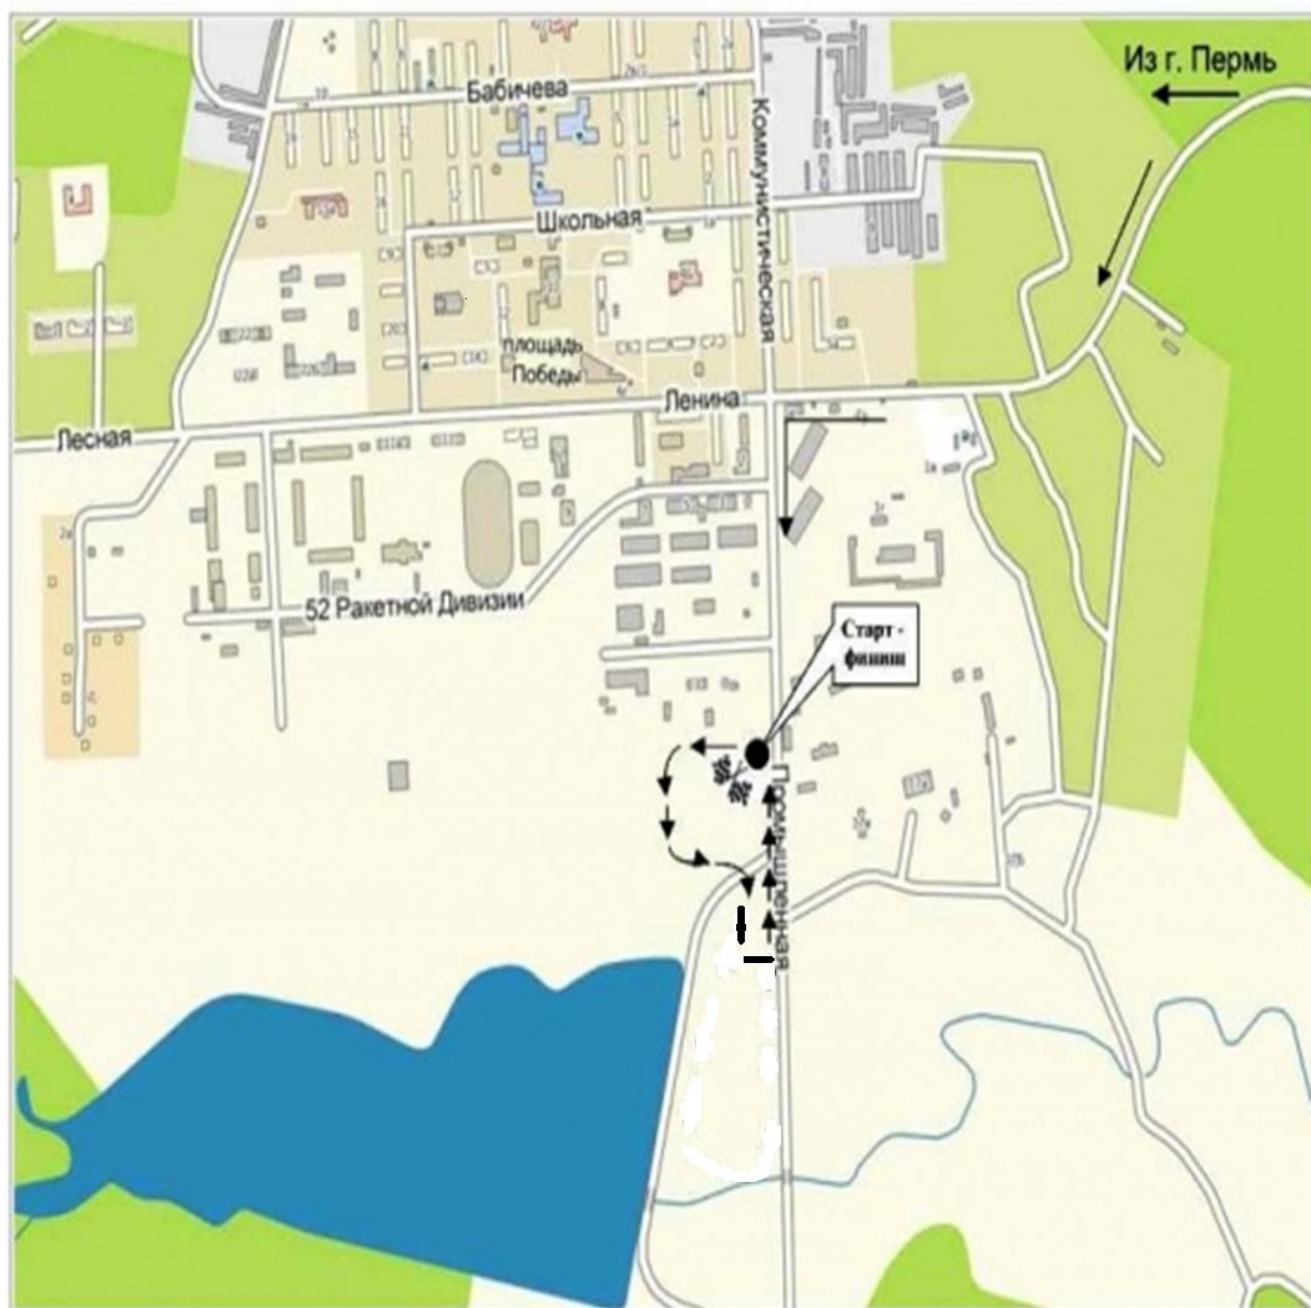 Из г. Пермь
Бабичева
Коммунистическая
Школьная
площадь
Победы
Ленина
Лесная
52 Ракетной Дивизии
Старт -
финиш
Промышленная